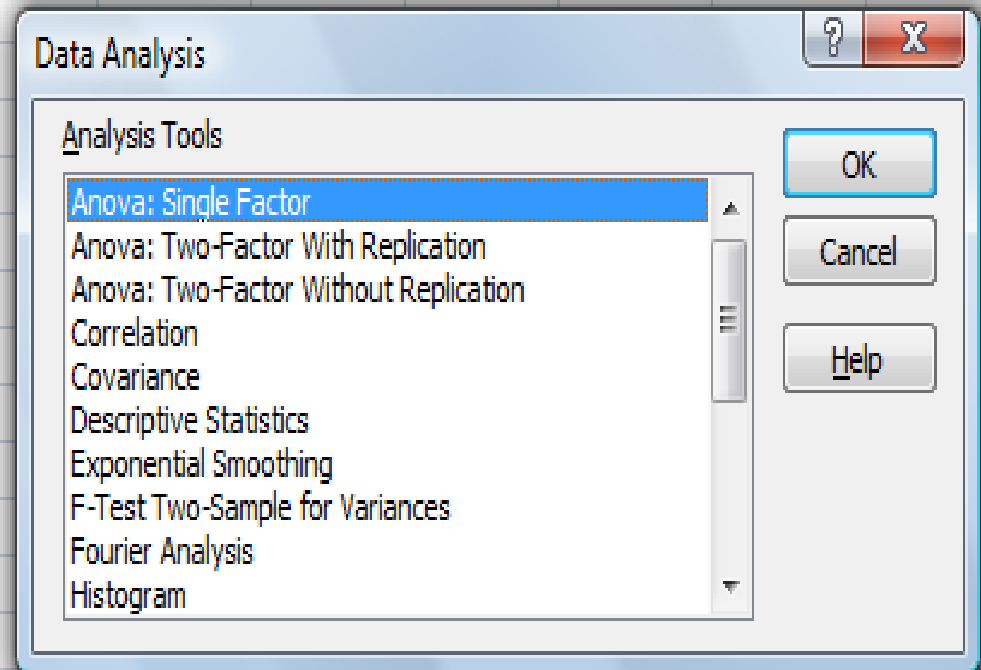 Data Analysis
?
X
Analysis Tools
Anova: Single Factor
Anova: Two-Factor With Replication
Anova: Two-Factor Without Replication
Correlation
Covariance
Descriptive Statistics
Exponential Smoothing
F-Test Two-Sample for Variances
Fourier Analysis
Histogram
OK
Cancel
Help